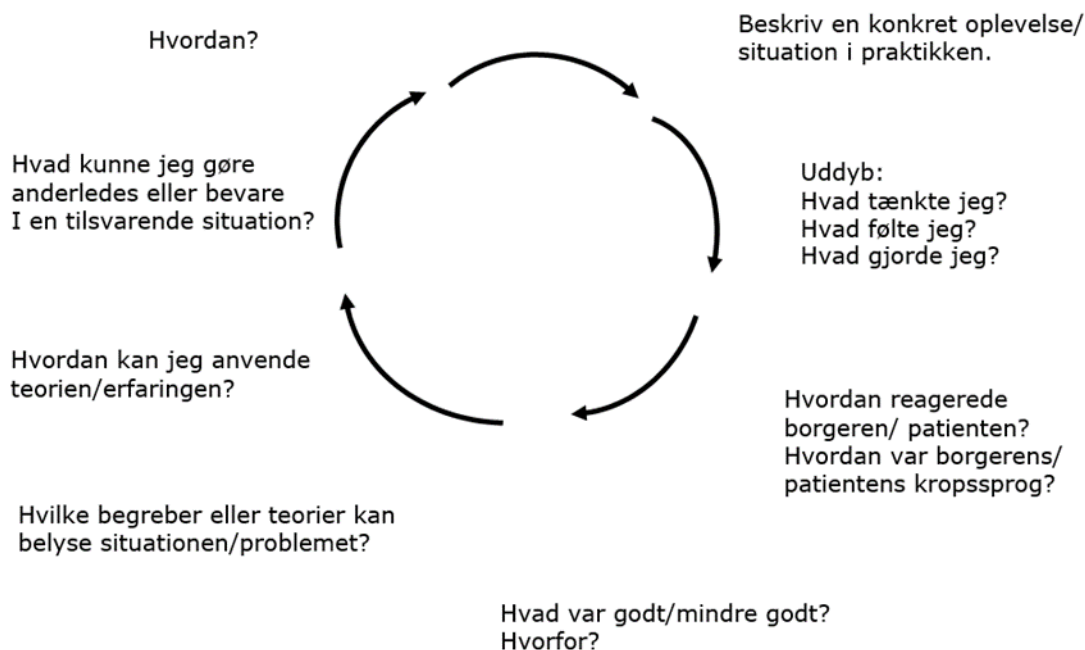 Hvordan?
Beskriv en konkret oplevelse/
situation i praktikken.
Uddyb:
Hvad tænkte jeg?
Hvad følte jeg?
Hvad gjorde jeg?
Hvordan reagerede
borgeren/ patienten?
Hvordan var borgerens/
patientens kropssprog?
Hvad var godt/mindre godt?
Hvorfor?
Hvilke begreber eller teorier kan
belyse situationen/problemet?
Hvordan kan jeg anvende
teorien/erfaringen?
Hvad kunne jeg gøre
anderledes eller bevare
I en tilsvarende situation?